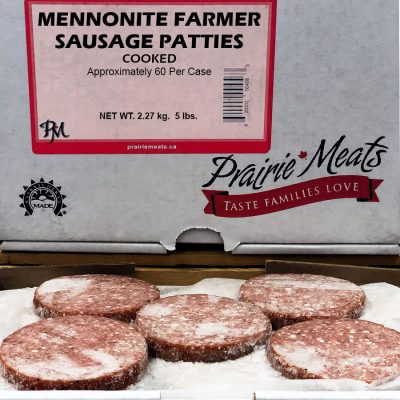 MENNONITE FARMER
SAUSAGE PATTIES
COOKED
Approximately 60 Per Case
NET WT. 2.27 kg. 5 lbs.
PM
prairiemeats.ca
Prairie Meats
TASTE FAMILIES LOVE
MADE